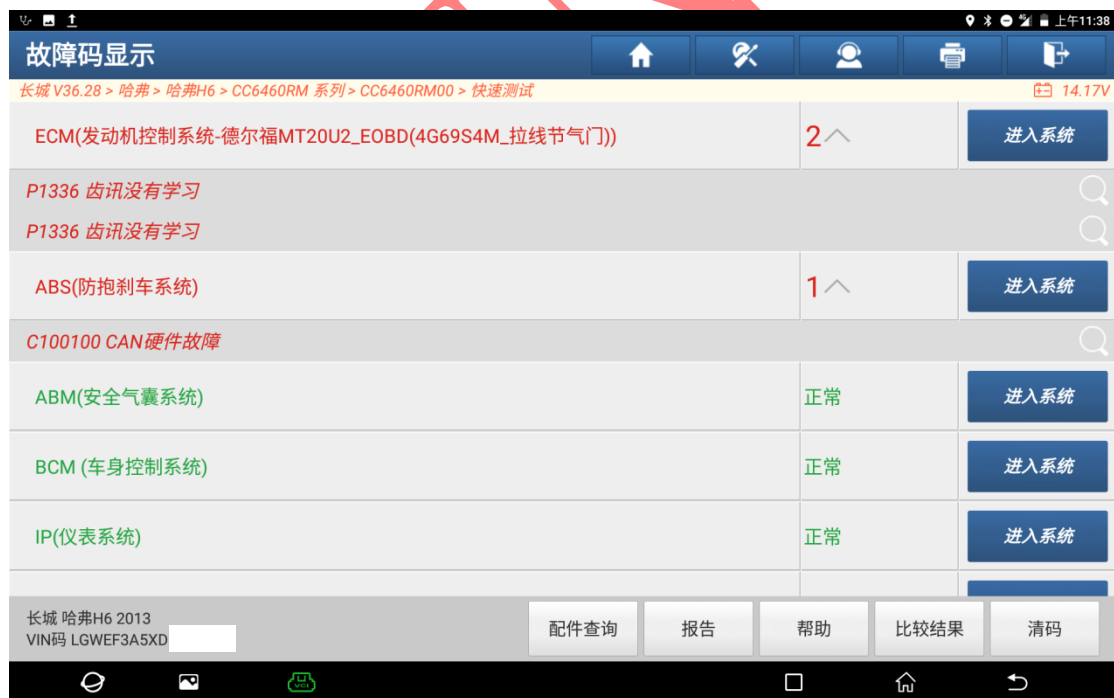 上午11:38
故障码显示
长城 V36.28 > 哈弗 > 哈弗H6 > CC6460RM 系列 > CC6460RM00 > 快速测试 14.17V
ECM(发动机控制系统-德尔福MT20U2_EOBD(4G69S4M_拉线节气门)) 2 进入系统
P1336 齿讯没有学习
P1336 齿讯没有学习
ABS(防抱刹车系统) 1 进入系统
C100100 CAN硬件故障
ABM(安全气囊系统) 正常 进入系统
BCM (车身控制系统) 正常 进入系统
IP(仪表系统) 正常 进入系统
长城 哈弗H6 2013
VIN码 LGWEF3A5XD
配件查询 报告 帮助 比较结果 清码
VCI